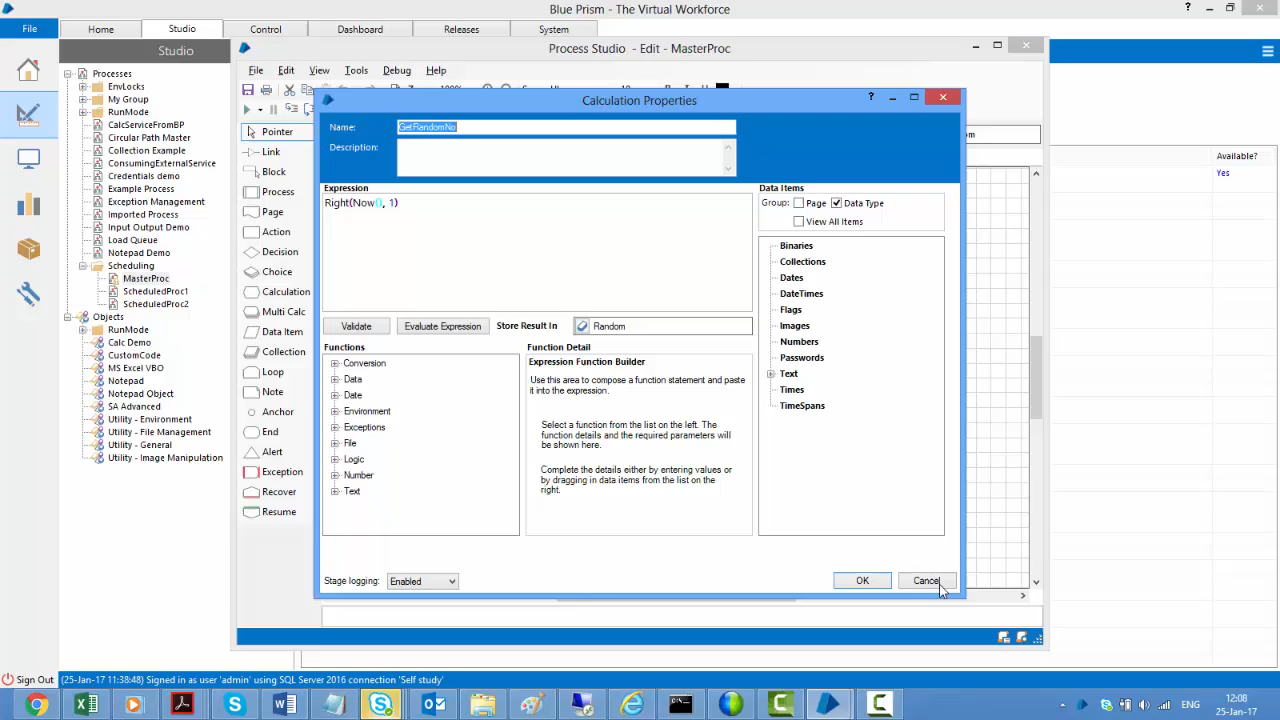 Blue Prism - The Virtual Workforce
File
Home
Studio
Control
Dashboard
Releases
System
Studio
Process Studio - Edit - MasterProc
File
Edit
View
Tools
Debug
Help
Processes
EnvLocks
My Group
RunMode
CalcServiceFromBP
Circular Path Master
Collection Example
ConsumingExternalService
Credentials demo
Example Process
Exception Management
Imported Process
Input Output Demo
Load Queue
Notepad Demo
Scheduling
MasterProc
ScheduledProc1
ScheduledProc2
Objects
RunMode
Calc Demo
CustomCode
MS Excel VBO
Notepad
Notepad Object
SA Advanced
Utility - Environment
Utility - File Management
Utility - General
Utility - Image Manipulation
Pointer
Link
Block
Process
Page
Action
Decision
Choice
Calculation
Multi Calc
Data Item
Collection
Loop
Note
Anchor
End
Alert
Exception
Recover
Resume
Calculation Properties
Name:
GetRandomNo
Description:
Expression
Right(Now(), 1)
Validate
Evaluate Expression
Store Result In
Random
Functions
Conversion
Data
Date
Environment
Exceptions
File
Logic
Number
Text
Function Detail
Expression Function Builder
Use this area to compose a function statement and paste
it into the expression.
Select a function from the list on the left. The
function details and the required parameters will
be shown here.
Complete the details either by entering values or
by dragging in data items from the list on the
right.
Data Items
Group:
Page
Data Type
View All Items
Binaries
Collections
Dates
DateTimes
Flags
Images
Numbers
Passwords
Text
Times
TimeSpans
Stage logging:
Enabled
OK
Cancel
Available?
Yes
Sign Out
(25-Jan-17 11:38:48) Signed in as user 'admin' using SQL Server 2016 connection 'Self study'
ENG
12:08
25-Jan-17